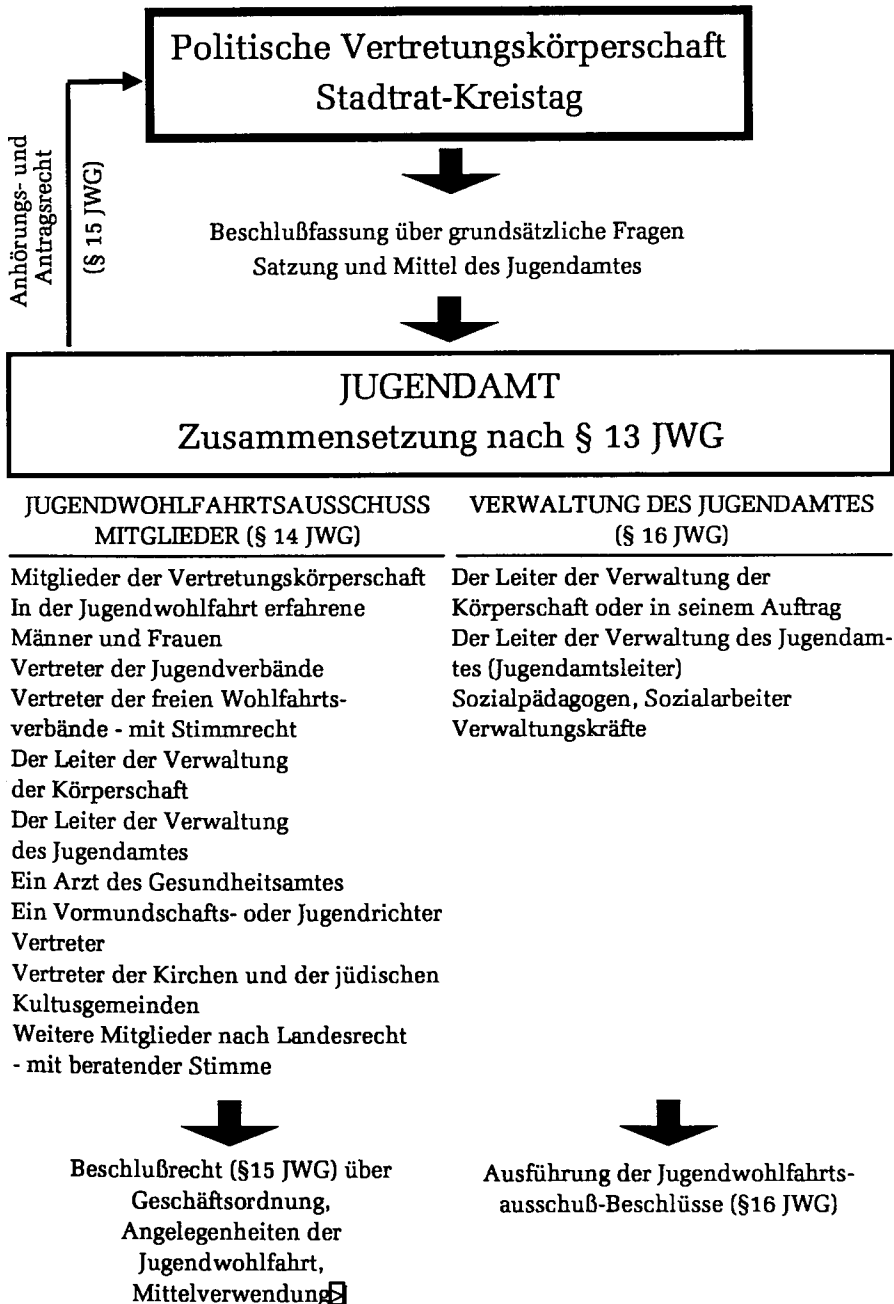 Politische Vertretungskörperschaft
Stadtrat-Kreistag
Anhörungs- und
Antragsrecht
(§ 15 JWG)
Beschlußfassung über grundsätzliche Fragen
Satzung und Mittel des Jugendamtes
JUGENDAMT
Zusammensetzung nach § 13 JWG
JUGENDWOHLFAHRTSAUSSCHUSS
MITGLIEDER (§ 14 JWG)
Mitglieder der Vertretungskörperschaft
In der Jugendwohlfahrt erfahrene
Männer und Frauen
Vertreter der Jugendverbände
Vertreter der freien Wohlfahrts-
verbände - mit Stimmrecht
Der Leiter der Verwaltung
der Körperschaft
Der Leiter der Verwaltung
des Jugendamtes
Ein Arzt des Gesundheitsamtes
Ein Vormundschafts- oder Jugendrichter
Vertreter
Vertreter der Kirchen und der jüdischen
Kultusgemeinden
Weitere Mitglieder nach Landesrecht
- mit beratender Stimme
Beschlußrecht (§15 JWG) über
Geschäftsordnung,
Angelegenheiten der
Jugendwohlfahrt,
Mittelverwendung
VERWALTUNG DES JUGENDAMTES
(§ 16 JWG)
Der Leiter der Verwaltung der
Körperschaft oder in seinem Auftrag
Der Leiter der Verwaltung des Jugendam-
tes (Jugendamtsleiter)
Sozialpädagogen, Sozialarbeiter
Verwaltungskräfte
Ausführung der Jugendwohlfahrts-
ausschuß-Beschlüsse (§16 JWG)